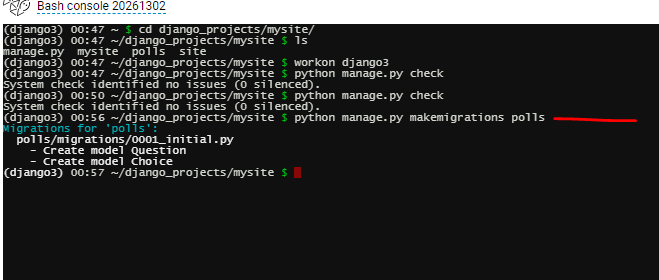 Bash console 20261302
(django3) 00:47 ~ $ cd django_projects/mysite/
(django3) 00:47 ~/django_projects/mysite $ ls
manage.py  mysite  polls  site
(django3) 00:47 ~/django_projects/mysite $ workon django3
(django3) 00:47 ~/django_projects/mysite $ python manage.py check
System check identified no issues (0 silenced).
(django3) 00:50 ~/django_projects/mysite $ python manage.py check
System check identified no issues (0 silenced).
(django3) 00:56 ~/django_projects/mysite $ python manage.py makemigrations polls
Migrations for 'polls':
  polls/migrations/0001_initial.py
    - Create model Question
    - Create model Choice
(django3) 00:57 ~/django_projects/mysite $